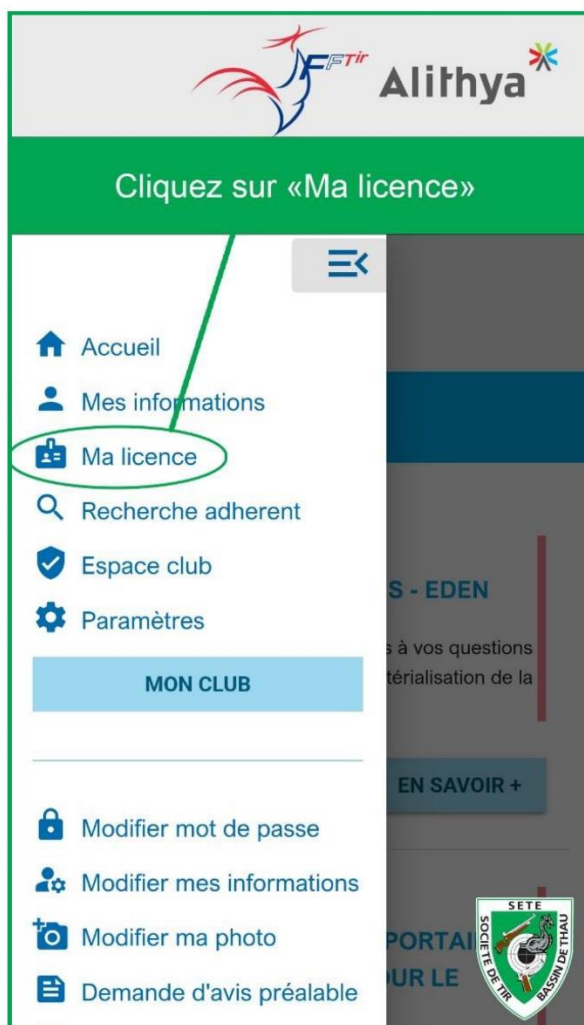 FFTir
Alithya
Cliquez sur «Ma licence»
Accueil
Mes informations
Ma licence
Recherche adherent
Espace club
Paramètres
MON CLUB
S - EDEN
s à vos questions
térialisation de la
EN SAVOIR +
Modifier mot de passe
Modifier mes informations
Modifier ma photo
Demande d'avis préalable
PORTAI
UR LE
SETE
SOCIETE DE TIR
BASSIN DE THAU